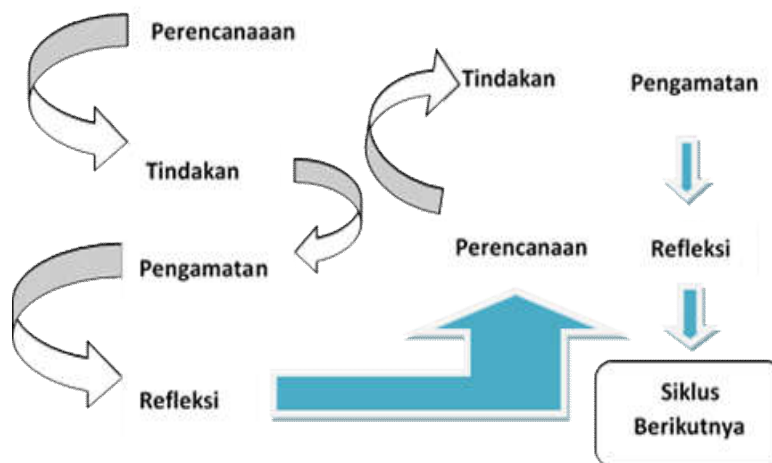 Perencanaaan
Tindakan
Pengamatan
Refleksi
Perencanaan
Tindakan
Pengamatan
Refleksi
Siklus
Berikutnya